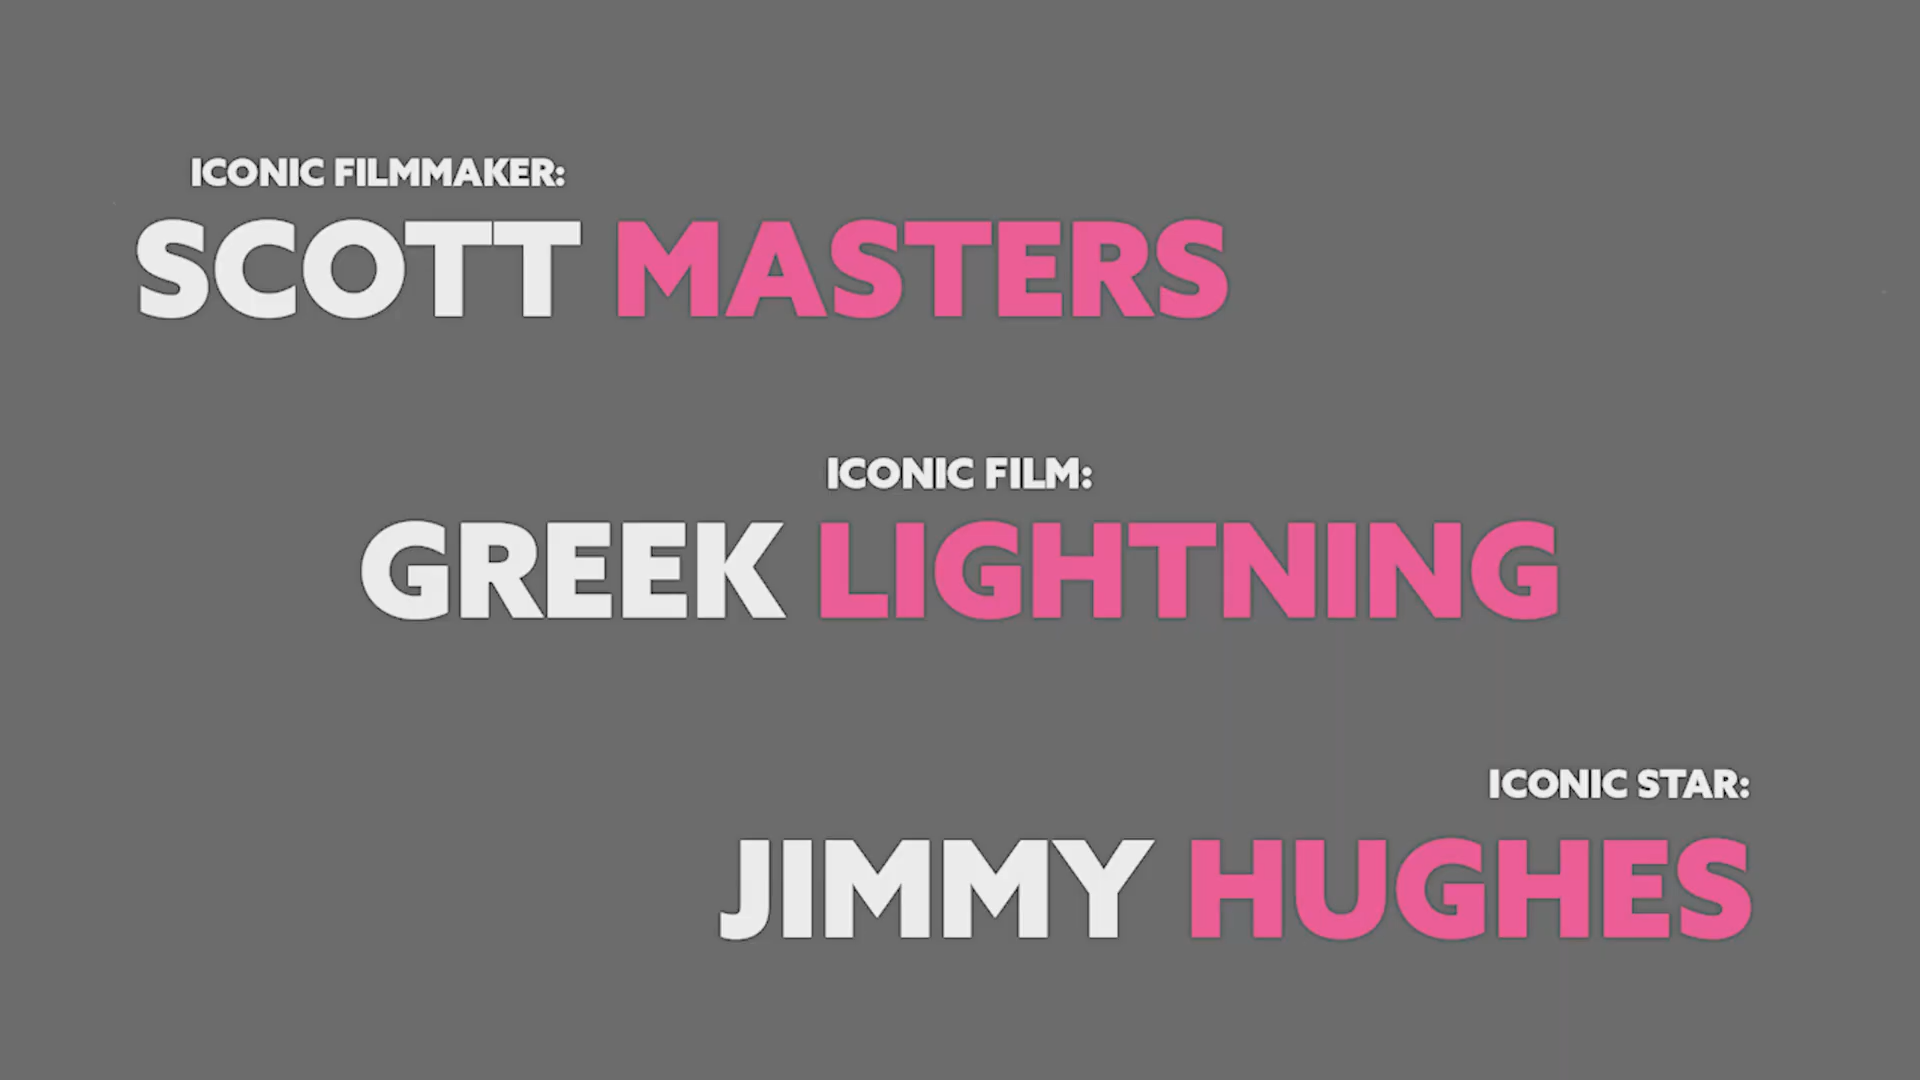 ICONIC FILMMAKER:
SCOTT MASTERS
ICONIC FILM:
GREEK LIGHTNING
ICONIC STAR:
JIMMY HUGHES